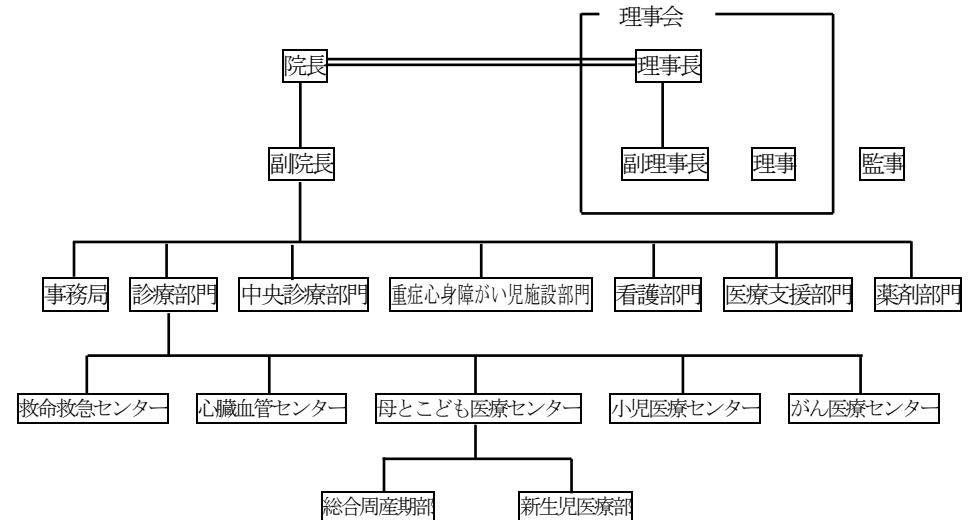 理事会
院長
理事長
副院長
副理事長
理事
監事
事務局
診療部門
中央診療部門
重症心身障がい児施設部門
看護部門
医療支援部門
薬剤部門
救命救急センター
心臓血管センター
母とこども医療センター
小児医療センター
がん医療センター
総合周産期部
新生児医療部